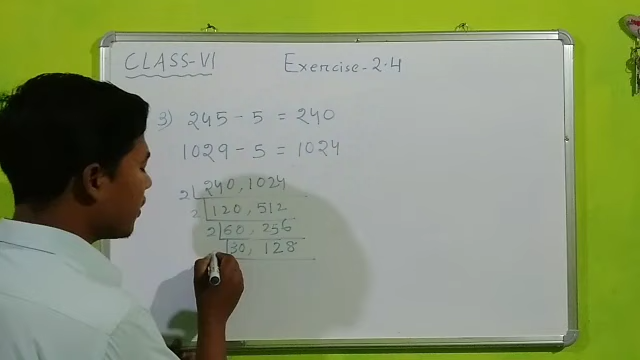 CLASS-VI
Exercise-2.4
3) 245 - 5 = 240
1029 - 5 = 1024
2 240, 1024
2 120, 512
2 60, 256
30, 128